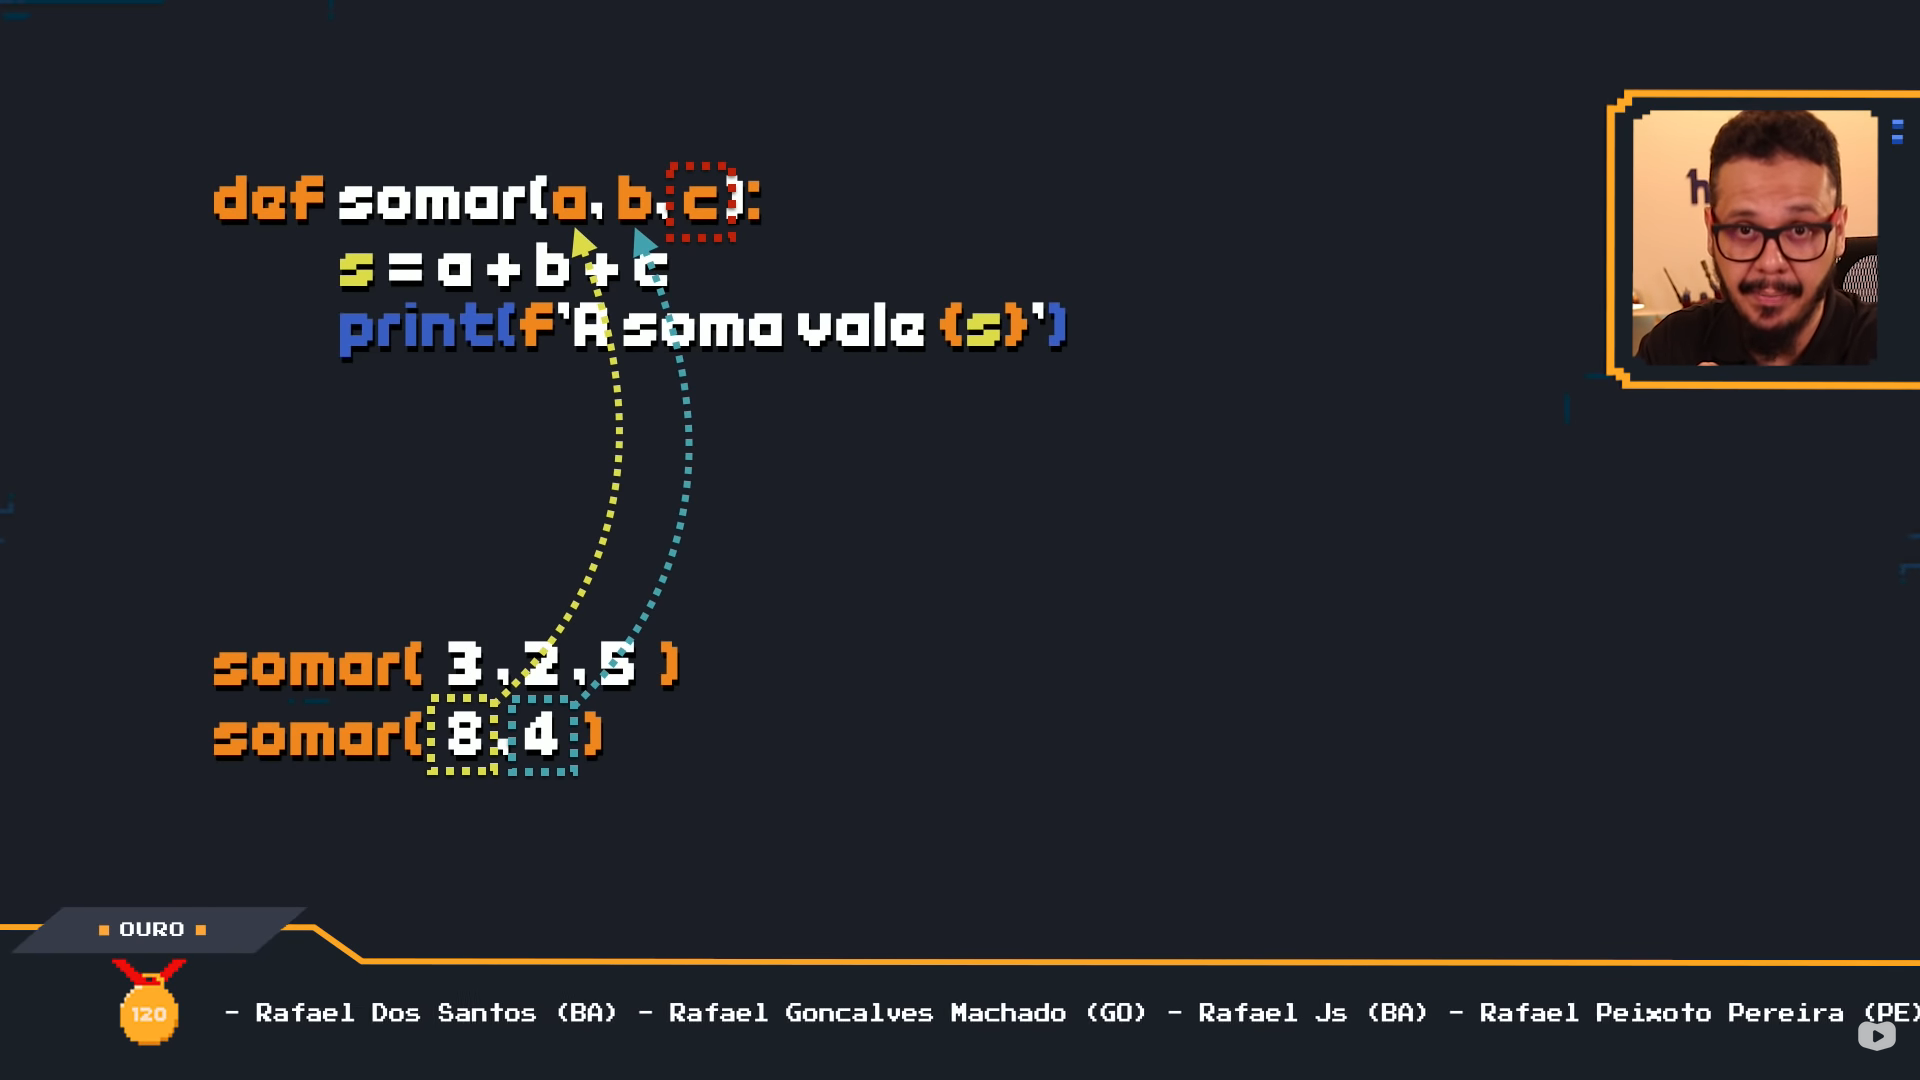 def somar(a, b, c):
s = a + b + c
print(f'A soma vale {s}')
somar( 3 , 2 , 5 )
somar( 8 , 4 )
OURO
120
- Rafael Dos Santos (BA) - Rafael Goncalves Machado (GO) - Rafael Js (BA) - Rafael Peixoto Pereira (PE)